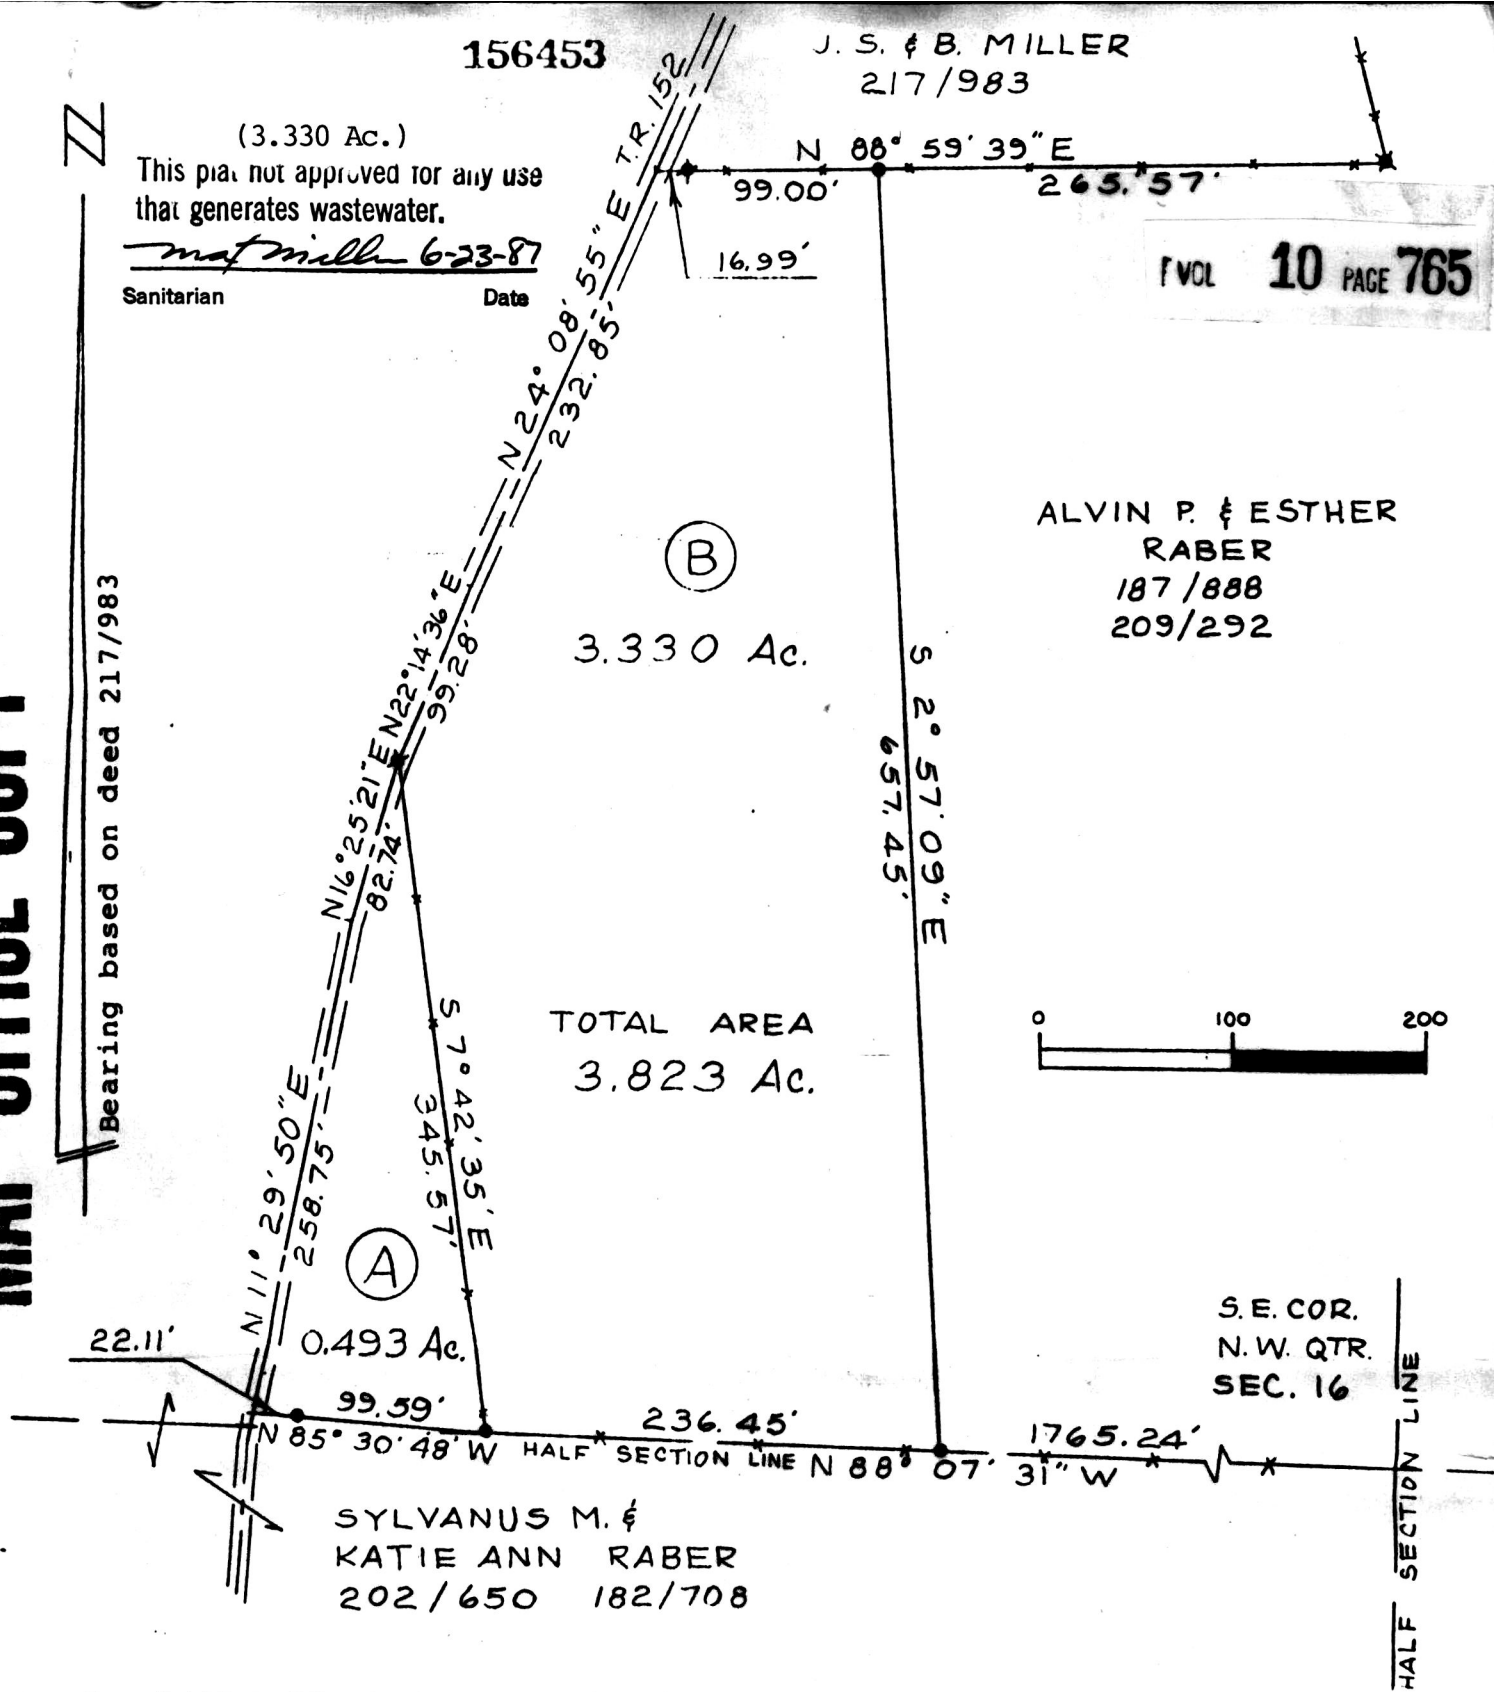 156453
J. S. & B. MILLER
217/983
(3.330 Ac.)
This plat not approved for any use
that generates wastewater.
6-23-87
Sanitarian Date
T.R. 152
N 88° 59' 39" E
99.00'
265.57'
16.99'
VOL 10 PAGE 765
N 24° 08' 55" E
232.85'
ALVIN P. & ESTHER
RABER
187/888
209/292
B
3.330 Ac.
Bearing based on deed 217/983
N22°14'36"E
99.28'
S 2° 57' 09" E
657.45'
N16°25'21"E
82.74'
TOTAL AREA
3.823 Ac.
0 100 200
S 7° 42' 35' E
345.57'
N 11° 29' 50" E
258.75'
A
0.493 Ac.
22.11'
99.59'
N 85° 30' 48' W
236.45'
HALF SECTION LINE N 88° 07' 31" W
1765.24'
S.E. COR.
N.W. QTR.
SEC. 16
HALF SECTION LINE
SYLVANUS M. &
KATIE ANN RABER
202/650 182/708